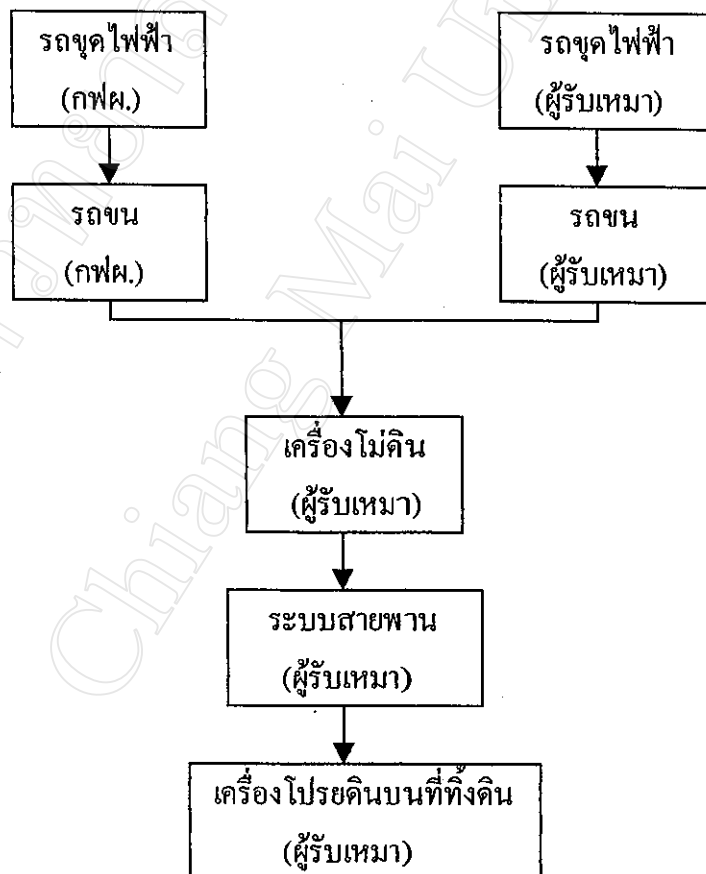 รถขุดไฟฟ้า
(กฟผ.)
รถขุดไฟฟ้า
(ผู้รับเหมา)
รถขน
(กฟผ.)
รถขน
(ผู้รับเหมา)
เครื่องโม่ดิน
(ผู้รับเหมา)
ระบบสายพาน
(ผู้รับเหมา)
เครื่องโปรยดินบนที่ทิ้งดิน
(ผู้รับเหมา)
Chiang Mai U